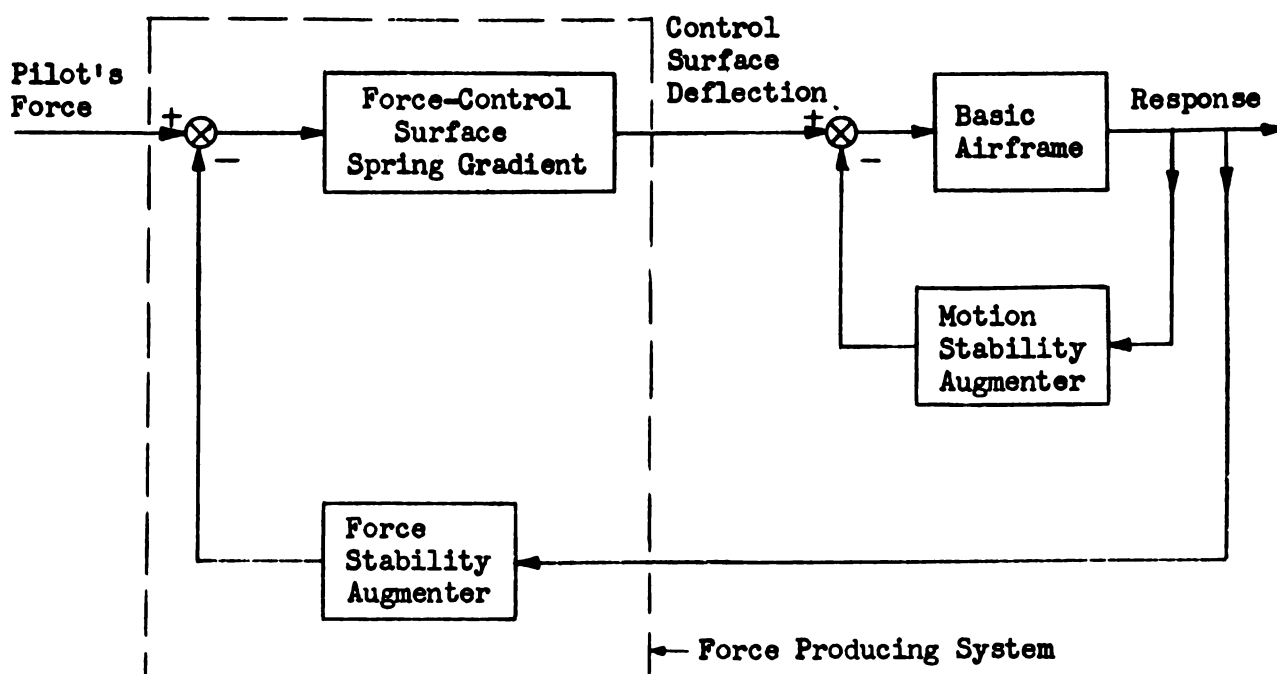 Pilot's
Force
+
−
Force-Control
Surface
Spring Gradient
Control
Surface
Deflection
+
−
Basic
Airframe
Response
Motion
Stability
Augmenter
Force
Stability
Augmenter
Force Producing System